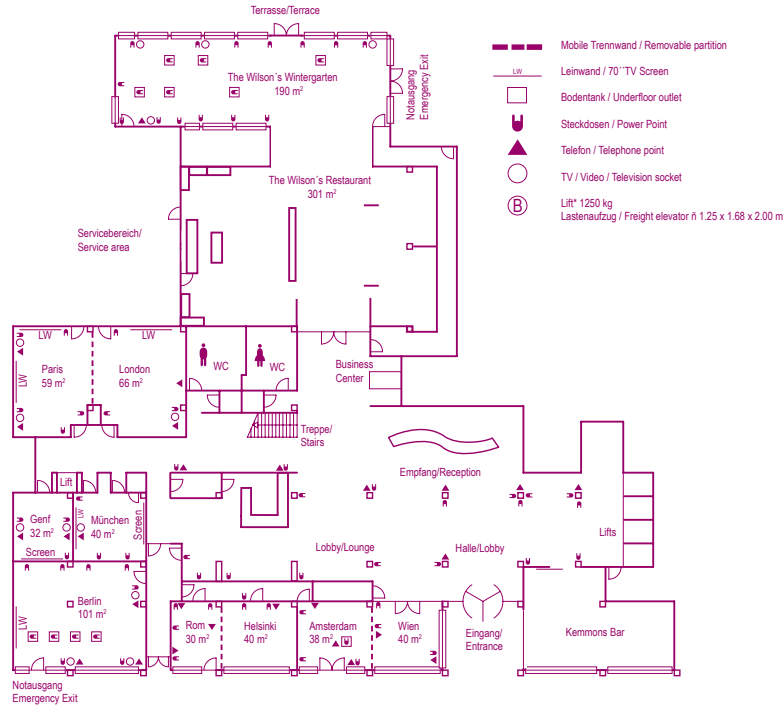 Terrasse/Terrace
The Wilson´s Wintergarten
190 m²
Notausgang
Emergency Exit
Mobile Trennwand / Removable partition
LW
Leinwand / 70´´TV Screen
Bodentank / Underfloor outlet
Steckdosen / Power Point
Telefon / Telephone point
TV / Video / Television socket
B
Lift* 1250 kg
Lastenaufzug / Freight elevator ñ 1.25 x 1.68 x 2.00 m
The Wilson´s Restaurant
301 m²
Servicebereich/
Service area
LW
LW
Paris
59 m²
LW
London
66 m²
WC
WC
Business
Center
Treppe/
Stairs
Empfang/Reception
Lift
Genf
32 m²
Screen
LW
München
40 m²
Screen
Lobby/Lounge
Halle/Lobby
Lifts
Berlin
101 m²
LW
Rom
30 m²
Helsinki
40 m²
Amsterdam
38 m²
Wien
40 m²
Eingang/
Entrance
Kemmons Bar
Notausgang
Emergency Exit